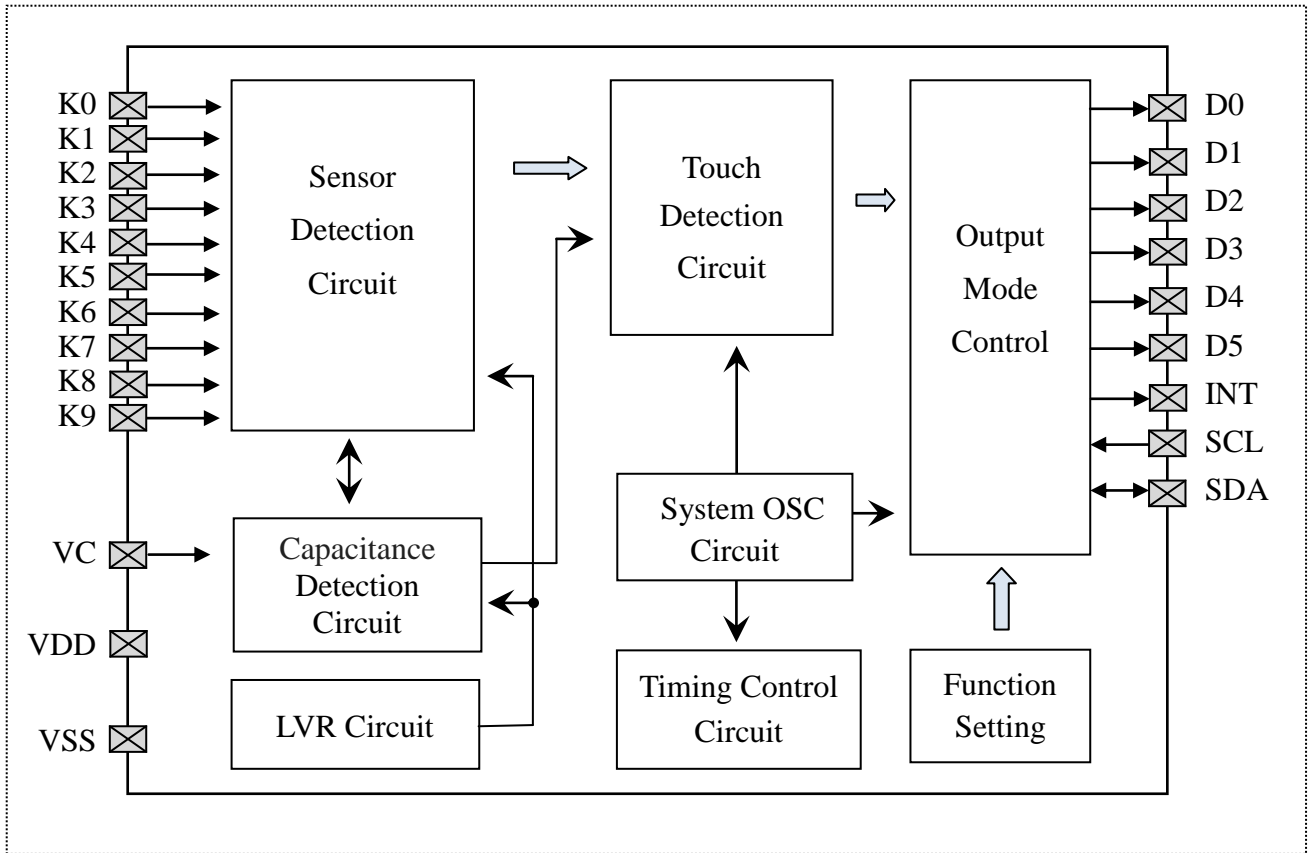 K0
K1
K2
K3
K4
K5
K6
K7
K8
K9
VC
VDD
VSS
Sensor
Detection
Circuit
Capacitance
Detection
Circuit
LVR Circuit
Touch
Detection
Circuit
System OSC
Circuit
Timing Control
Circuit
Output
Mode
Control
Function
Setting
D0
D1
D2
D3
D4
D5
INT
SCL
SDA